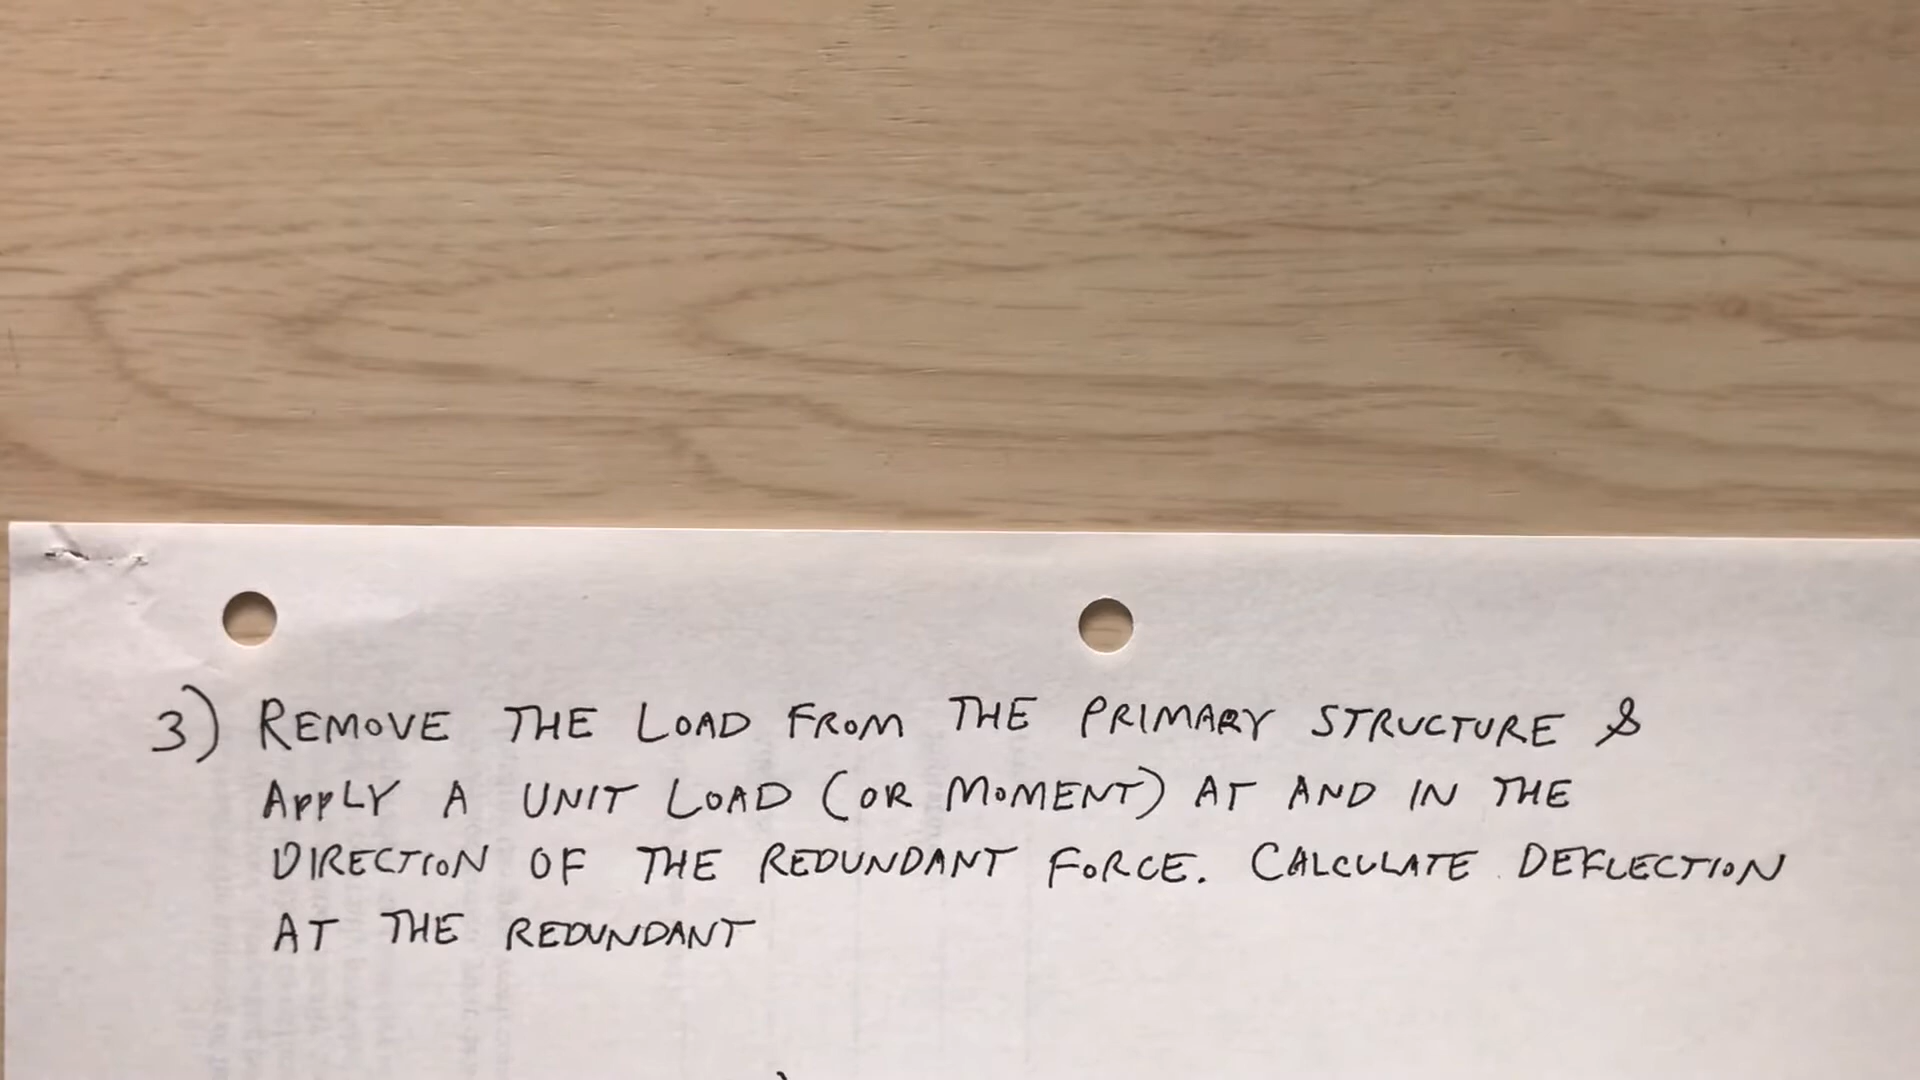 3) REMOVE THE LOAD FROM THE PRIMARY STRUCTURE &
APPLY A UNIT LOAD (OR MOMENT) AT AND IN THE
DIRECTION OF THE REDUNDANT FORCE. CALCULATE DEFLECTION
AT THE REDUNDANT